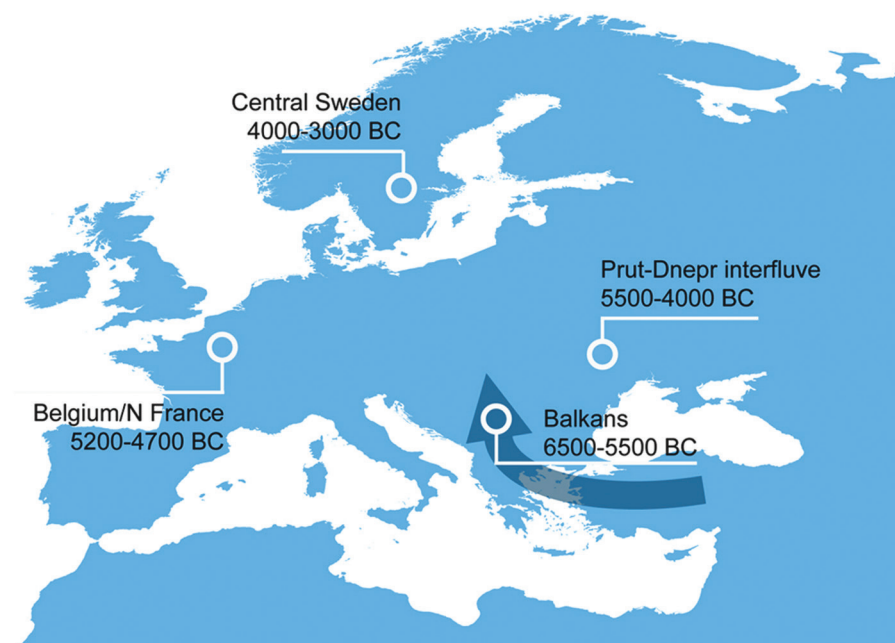 Central Sweden
4000-3000 BC
Prut-Dnepr interfluve
5500-4000 BC
Belgium/N France
5200-4700 BC
Balkans
6500-5500 BC